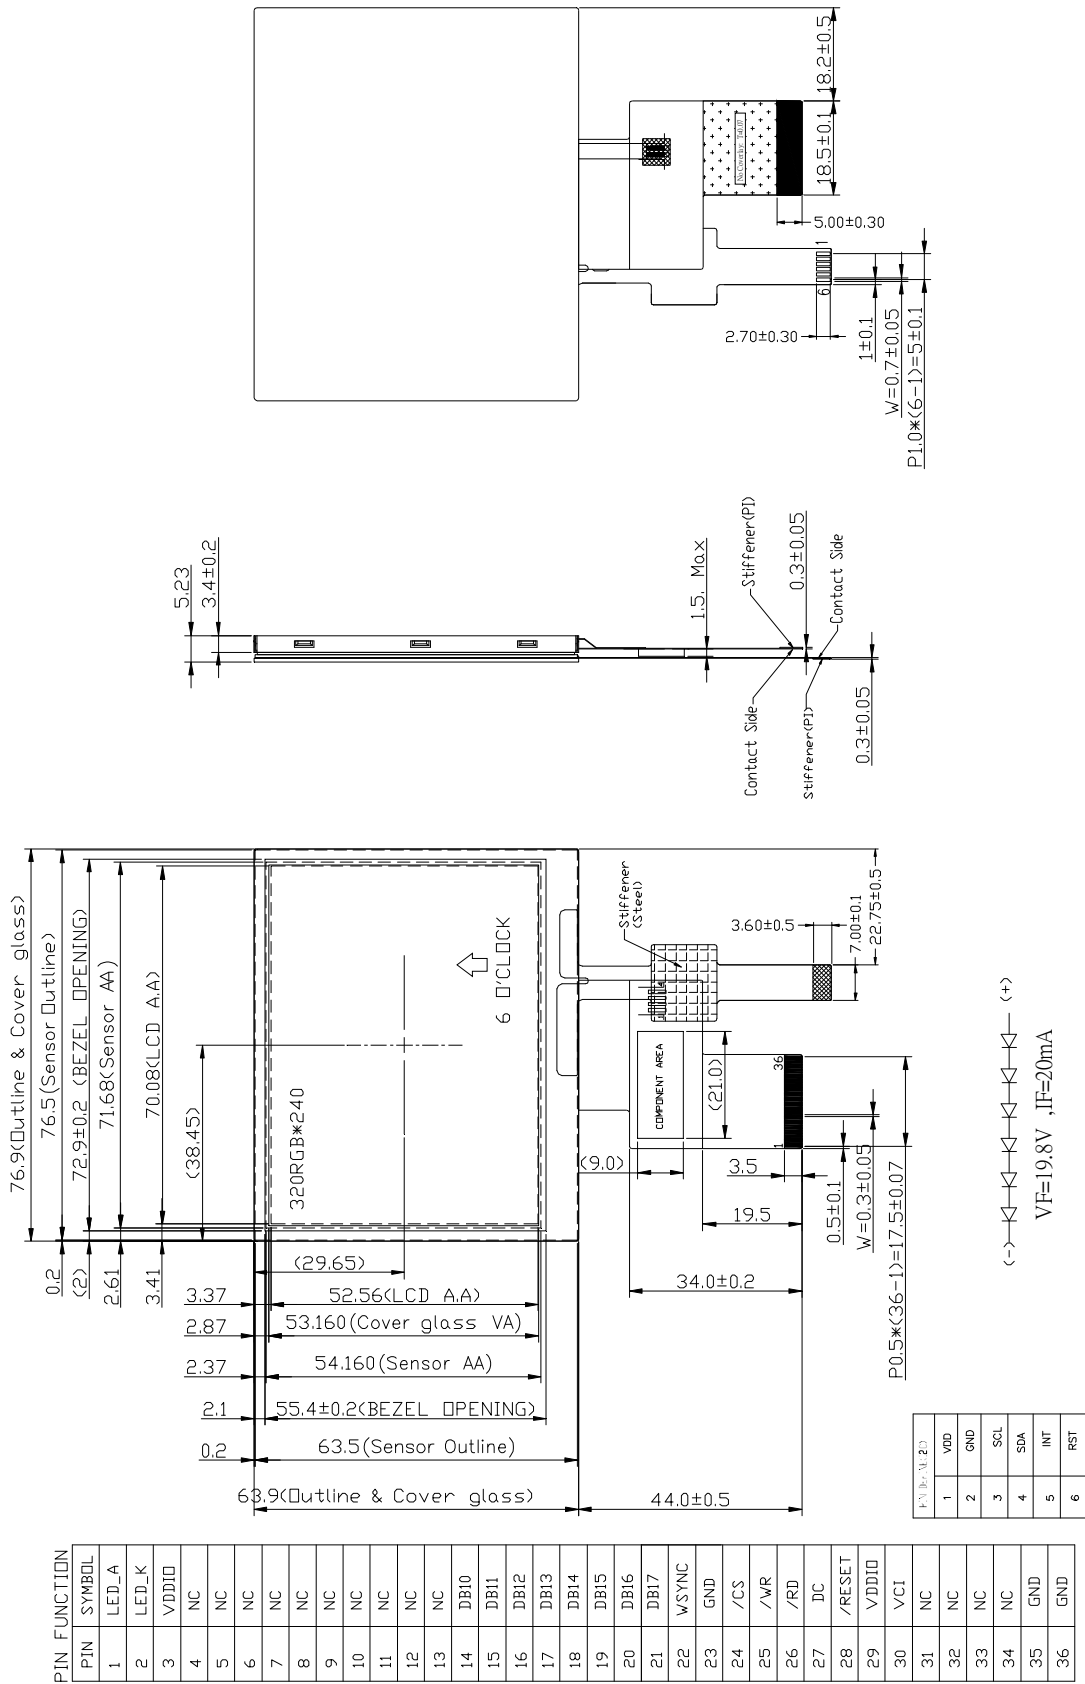 18.2±0.5
18.5±0.1
5.00±0.30
1
6
2.70±0.30
1±0.1
W=0.7±0.05
P1.0*(6-1)=5±0.1
5.23
3.4±0.2
1.5. Max
Stiffener(PI)
0.3±0.05
Contact Side
Contact Side
Stiffener(PI)
0.3±0.05
76.9(Outline & Cover glass)
76.5(Sensor Outline)
72.9±0.2 (BEZEL OPENING)
71.68(Sensor AA)
70.08(LCD A.A)
(38.45)
0.2
(2)
2.61
3.41
320RGB*240
6 O'CLOCK
Stiffener
(Steel)
3.60±0.5
7.00±0.1
22.75±0.5
COMPONENT AREA
(21.0)
1
36
(9.0)
3.5
0.5±0.1
W=0.3±0.05
P0.5*(36-1)=17.5±0.07
19.5
34.0±0.2
(29.65)
3.37
52.56(LCD A.A)
2.87
53.160(Cover glass VA)
2.37
54.160(Sensor AA)
2.1
55.4±0.2(BEZEL OPENING)
0.2
63.5(Sensor Outline)
63.9(Outline & Cover glass)
44.0±0.5
(-)
(+)
VF=19.8V ,IF=20mA
1 VDD
2 GND
3 SCL
4 SDA
5 INT
6 RST
PIN FUNCTION
PIN SYMBOL
1 LED_A
2 LED_K
3 VDDIO
4 NC
5 NC
6 NC
7 NC
8 NC
9 NC
10 NC
11 NC
12 NC
13 NC
14 DB10
15 DB11
16 DB12
17 DB13
18 DB14
19 DB15
20 DB16
21 DB17
22 WSYNC
23 GND
24 /CS
25 /WR
26 /RD
27 DC
28 /RESET
29 VDDIO
30 VCI
31 NC
32 NC
33 NC
34 NC
35 GND
36 GND